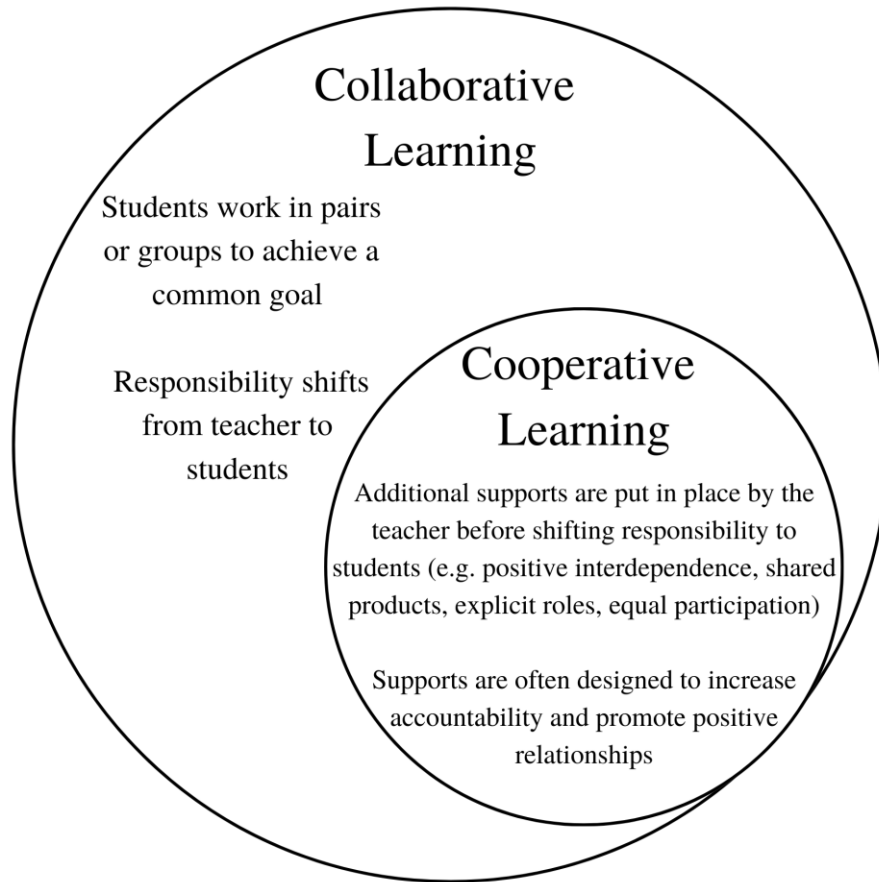 Collaborative
Learning
Students work in pairs
or groups to achieve a
common goal
Responsibility shifts
from teacher to
students
Cooperative
Learning
Additional supports are put in place by the
teacher before shifting responsibility to
students (e.g. positive interdependence, shared
products, explicit roles, equal participation)
Supports are often designed to increase
accountability and promote positive
relationships